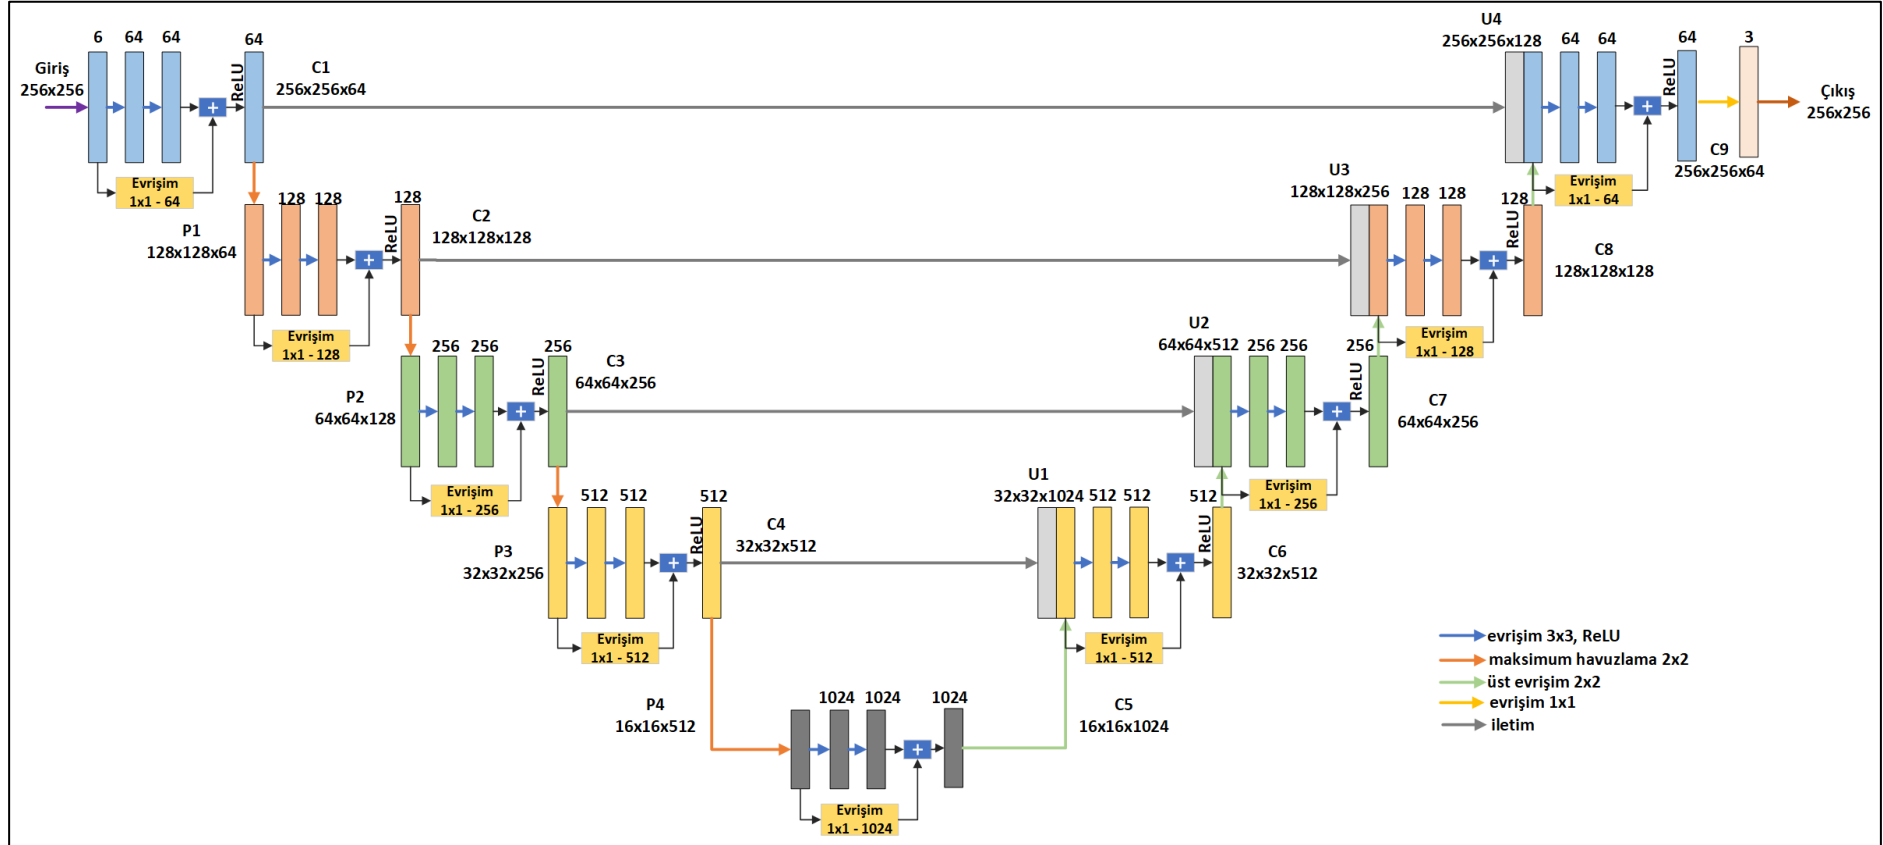 Giriş
256x256
6
64
64
ReLU
64
C1
256x256x64
+
Evrişim
1x1 - 64
U4
256x256x128
64
64
+
ReLU
64
3
Çıkış
256x256
C9
256x256x64
Evrişim
1x1 - 64
P1
128x128x64
128
128
+
ReLU
128
C2
128x128x128
Evrişim
1x1 - 128
U3
128x128x256
128
128
+
ReLU
128
C8
128x128x128
Evrişim
1x1 - 128
P2
64x64x128
256
256
+
ReLU
256
C3
64x64x256
Evrişim
1x1 - 256
U2
64x64x512
256
256
+
ReLU
256
C7
64x64x256
Evrişim
1x1 - 256
P3
32x32x256
512
512
+
ReLU
512
C4
32x32x512
Evrişim
1x1 - 512
U1
32x32x1024
512
512
+
ReLU
512
C6
32x32x512
Evrişim
1x1 - 512
P4
16x16x512
1024
1024
+
1024
C5
16x16x1024
Evrişim
1x1 - 1024
evrişim 3x3, ReLU
maksimum havuzlama 2x2
üst evrişim 2x2
evrişim 1x1
iletim